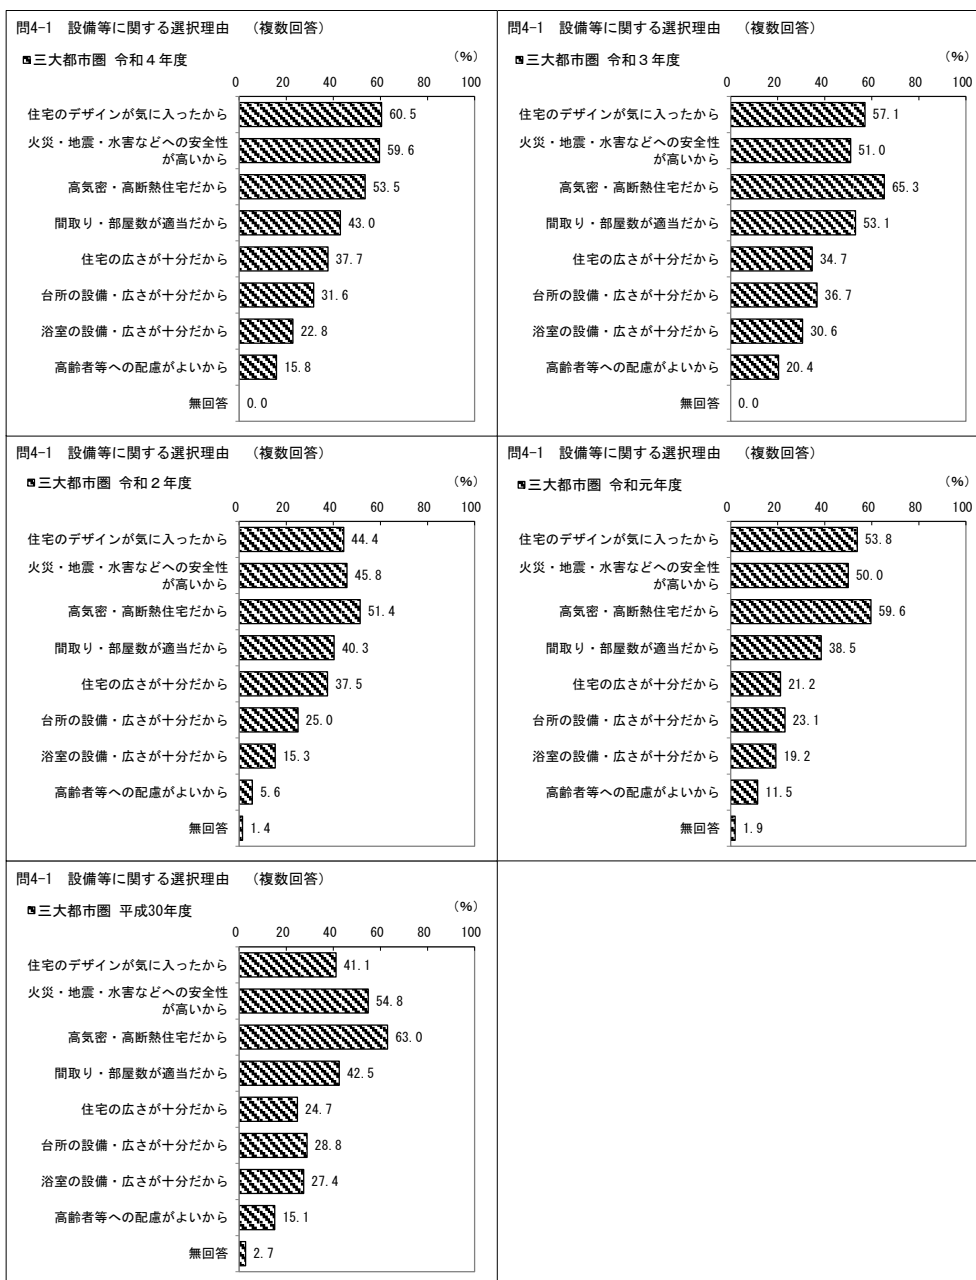 問4-1　設備等に関する選択理由　（複数回答）
三大都市圏 令和４年度
（%）
0 20 40 60 80 100
住宅のデザインが気に入ったから 60.5
火災・地震・水害などへの安全性
が高いから 59.6
高気密・高断熱住宅だから 53.5
間取り・部屋数が適当だから 43.0
住宅の広さが十分だから 37.7
台所の設備・広さが十分だから 31.6
浴室の設備・広さが十分だから 22.8
高齢者等への配慮がよいから 15.8
無回答 0.0
問4-1　設備等に関する選択理由　（複数回答）
三大都市圏 令和３年度
（%）
0 20 40 60 80 100
住宅のデザインが気に入ったから 57.1
火災・地震・水害などへの安全性
が高いから 51.0
高気密・高断熱住宅だから 65.3
間取り・部屋数が適当だから 53.1
住宅の広さが十分だから 34.7
台所の設備・広さが十分だから 36.7
浴室の設備・広さが十分だから 30.6
高齢者等への配慮がよいから 20.4
無回答 0.0
問4-1　設備等に関する選択理由　（複数回答）
三大都市圏 令和２年度
（%）
0 20 40 60 80 100
住宅のデザインが気に入ったから 44.4
火災・地震・水害などへの安全性
が高いから 45.8
高気密・高断熱住宅だから 51.4
間取り・部屋数が適当だから 40.3
住宅の広さが十分だから 37.5
台所の設備・広さが十分だから 25.0
浴室の設備・広さが十分だから 15.3
高齢者等への配慮がよいから 5.6
無回答 1.4
問4-1　設備等に関する選択理由　（複数回答）
三大都市圏 令和元年度
（%）
0 20 40 60 80 100
住宅のデザインが気に入ったから 53.8
火災・地震・水害などへの安全性
が高いから 50.0
高気密・高断熱住宅だから 59.6
間取り・部屋数が適当だから 38.5
住宅の広さが十分だから 21.2
台所の設備・広さが十分だから 23.1
浴室の設備・広さが十分だから 19.2
高齢者等への配慮がよいから 11.5
無回答 1.9
問4-1　設備等に関する選択理由　（複数回答）
三大都市圏 平成30年度
（%）
0 20 40 60 80 100
住宅のデザインが気に入ったから 41.1
火災・地震・水害などへの安全性
が高いから 54.8
高気密・高断熱住宅だから 63.0
間取り・部屋数が適当だから 42.5
住宅の広さが十分だから 24.7
台所の設備・広さが十分だから 28.8
浴室の設備・広さが十分だから 27.4
高齢者等への配慮がよいから 15.1
無回答 2.7